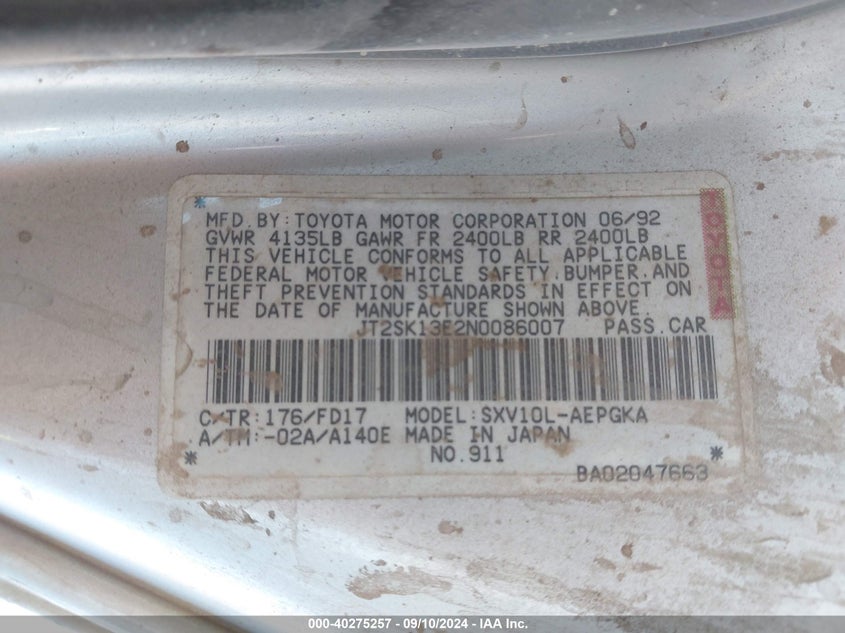 MFD.BY:TOYOTA MOTOR CORPORATION 06/92
GVWR 4135LB GAWR FR 2400LB RR 2400LB
THIS VEHICLE CONFORMS TO ALL APPLICABLE
FEDERAL MOTOR VEHICLE SAFETY.BUMPER.AND
THEFT PREVENTION STANDARDS IN EFFECT ON
THE DATE OF MANUFACTURE SHOWN ABOVE.
JT2SK13E2N0086007 PASS.CAR
C/TR:176/FD17 MODEL:SXV10L-AEPGKA
A/TM:-02A/A140E MADE IN JAPAN
NO.911
BA02047663
TOYOTA
000-40275257 - 09/10/2024 - IAA Inc.